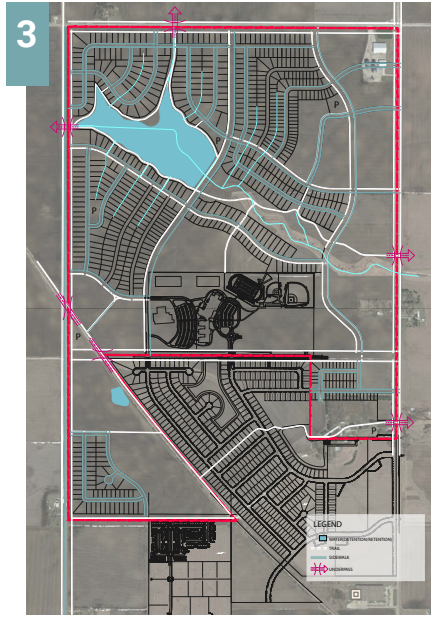 3
P
P
P
P
P
P
LEGEND
WATER (DETENTION/RETENTION)
TRAIL
SIDEWALK
UNDERPASS